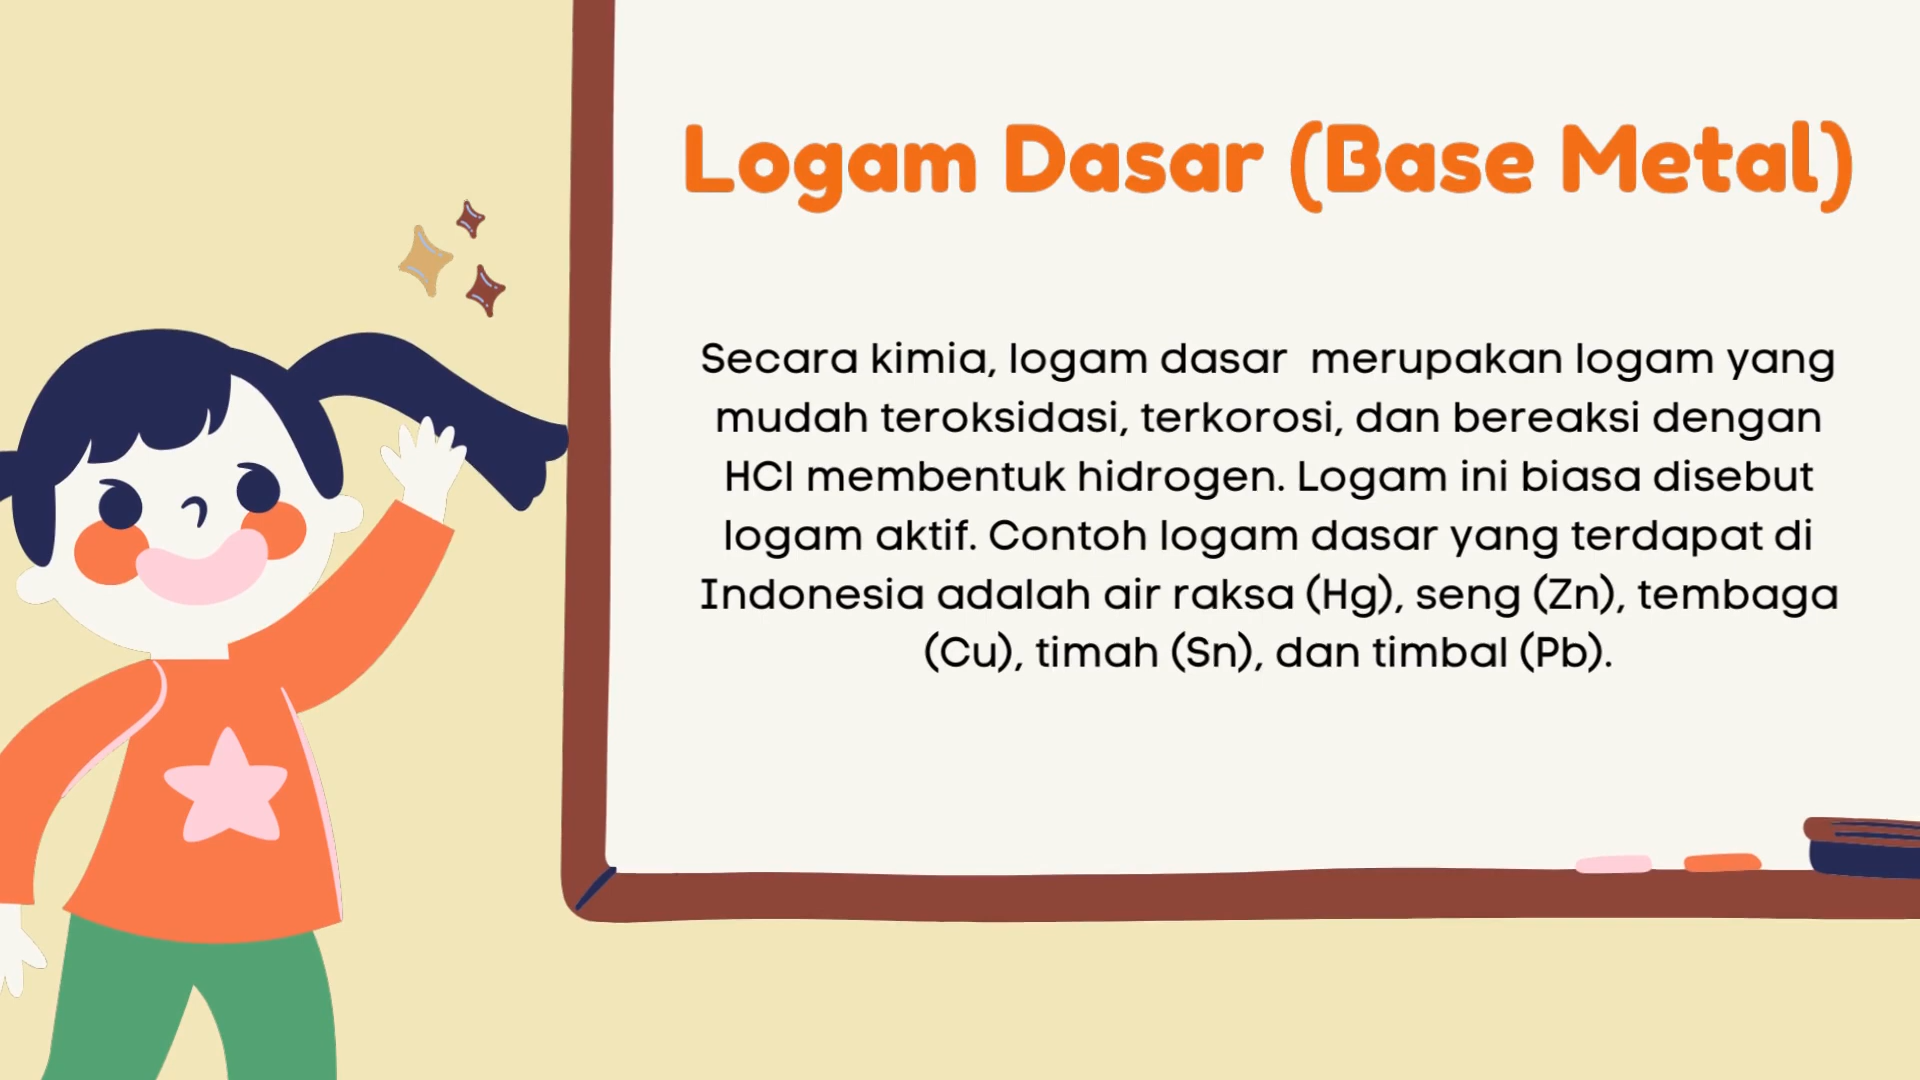 Logam Dasar (Base Metal)
Secara kimia, logam dasar  merupakan logam yang
mudah teroksidasi, terkorosi, dan bereaksi dengan
HCl membentuk hidrogen. Logam ini biasa disebut
logam aktif. Contoh logam dasar yang terdapat di
Indonesia adalah air raksa (Hg), seng (Zn), tembaga
(Cu), timah (Sn), dan timbal (Pb).